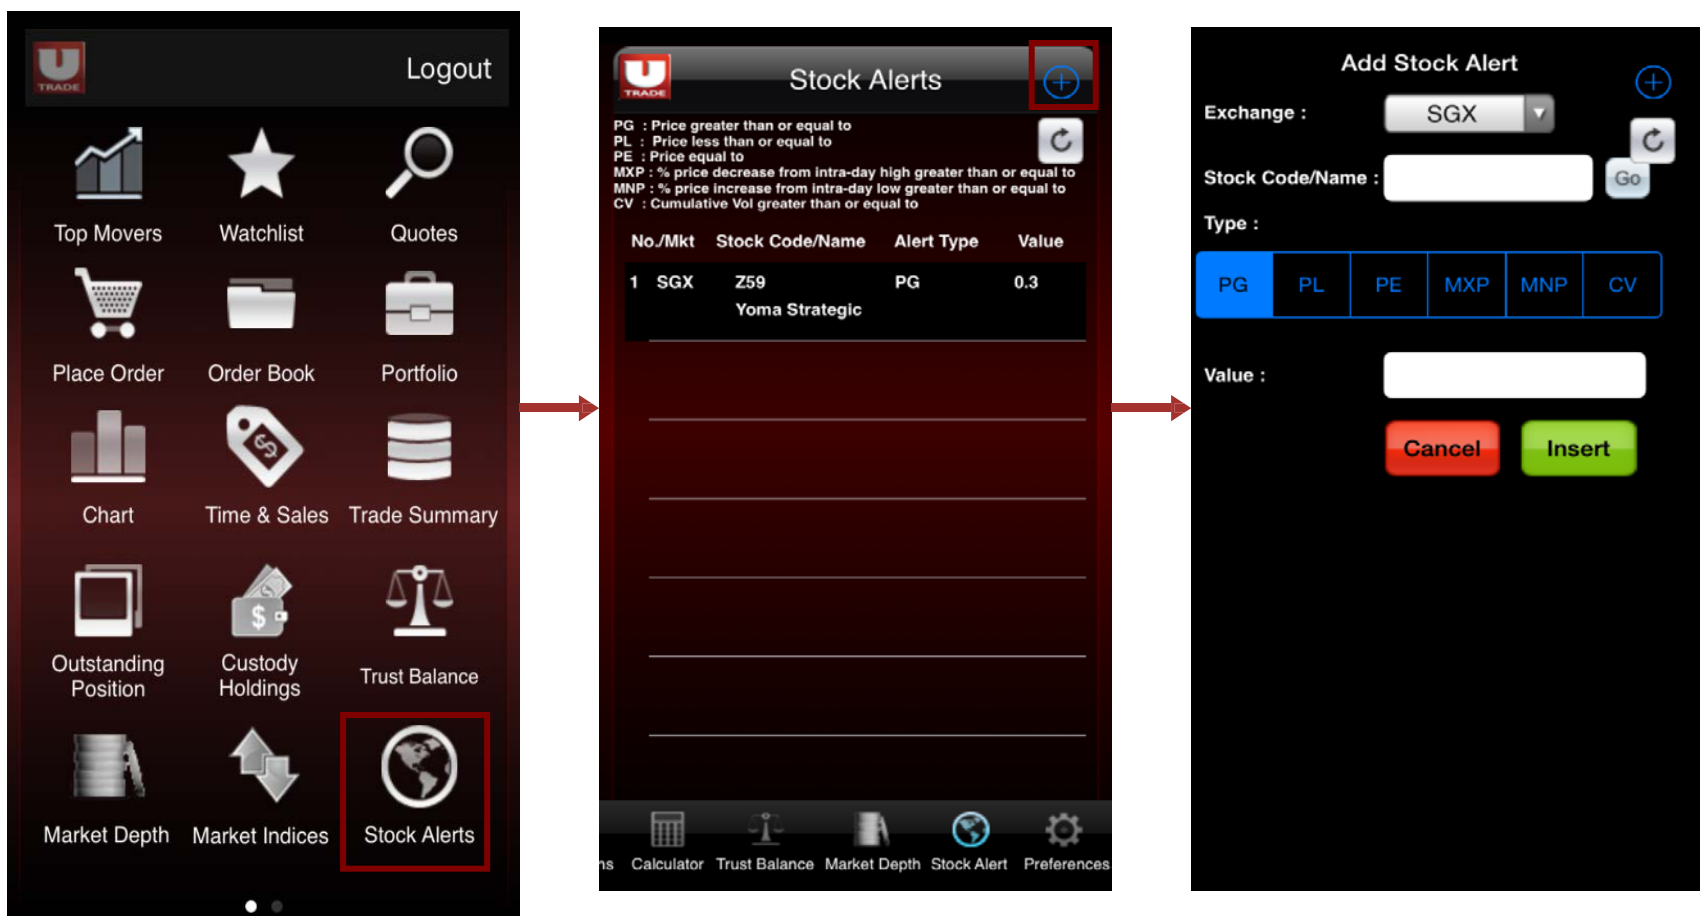 U
TRADE
Logout
Top Movers
Watchlist
Quotes
Place Order
Order Book
Portfolio
Chart
Time & Sales
Trade Summary
Outstanding
Position
Custody
Holdings
Trust Balance
Market Depth
Market Indices
Stock Alerts
U
TRADE
Stock Alerts
PG : Price greater than or equal to
PL : Price less than or equal to
PE : Price equal to
MXP : % price decrease from intra-day high greater than or equal to
MNP : % price increase from intra-day low greater than or equal to
CV : Cumulative Vol greater than or equal to
No./Mkt Stock Code/Name Alert Type Value
1 SGX Z59 PG 0.3
Yoma Strategic
ns Calculator Trust Balance Market Depth Stock Alert Preferences
Add Stock Alert
Exchange : SGX
Stock Code/Name : Go
Type :
PG PL PE MXP MNP CV
Value :
Cancel Insert